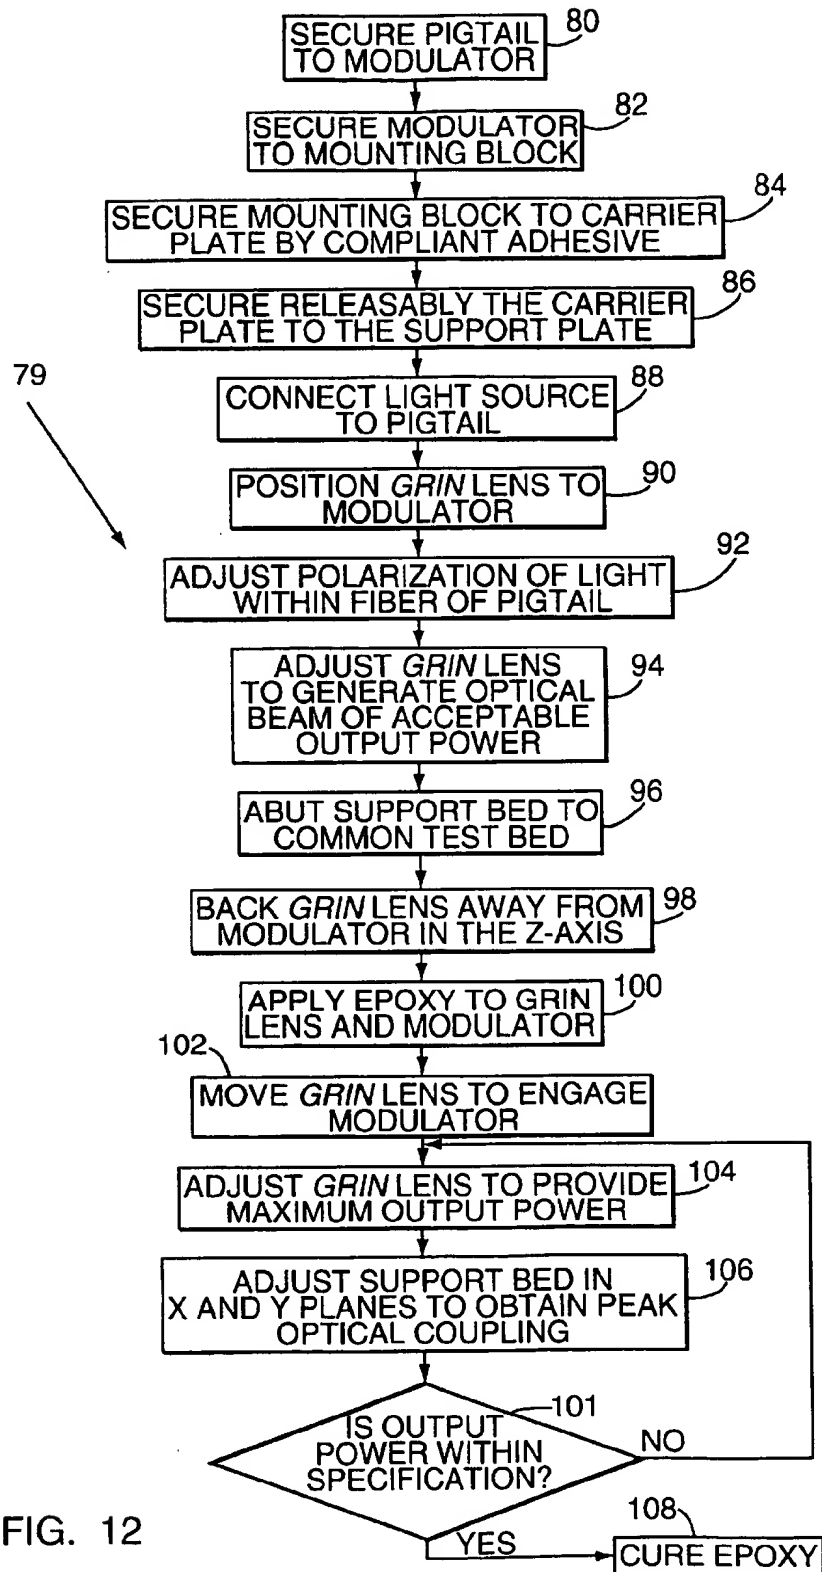 80
SECURE PIGTAIL
TO MODULATOR
82
SECURE MODULATOR
TO MOUNTING BLOCK
84
SECURE MOUNTING BLOCK TO CARRIER
PLATE BY COMPLIANT ADHESIVE
86
SECURE RELEASABLY THE CARRIER
PLATE TO THE SUPPORT PLATE
79
88
CONNECT LIGHT SOURCE
TO PIGTAIL
90
POSITION GRIN LENS TO
MODULATOR
92
ADJUST POLARIZATION OF LIGHT
WITHIN FIBER OF PIGTAIL
94
ADJUST GRIN LENS
TO GENERATE OPTICAL
BEAM OF ACCEPTABLE
OUTPUT POWER
96
ABUT SUPPORT BED TO
COMMON TEST BED
98
BACK GRIN LENS AWAY FROM
MODULATOR IN THE Z-AXIS
100
APPLY EPOXY TO GRIN
LENS AND MODULATOR
102
MOVE GRIN LENS TO ENGAGE
MODULATOR
104
ADJUST GRIN LENS TO PROVIDE
MAXIMUM OUTPUT POWER
106
ADJUST SUPPORT BED IN
X AND Y PLANES TO OBTAIN PEAK
OPTICAL COUPLING
101
IS OUTPUT
POWER WITHIN
SPECIFICATION?
NO
YES
108
CURE EPOXY
FIG. 12